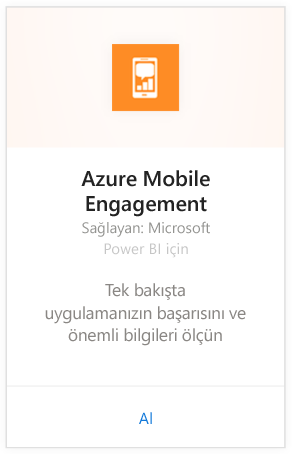 Azure Mobile
Engagement
Sağlayan: Microsoft
Power BI için
Tek bakışta
uygulamanızın başarısını ve
önemli bilgileri ölçün
Al